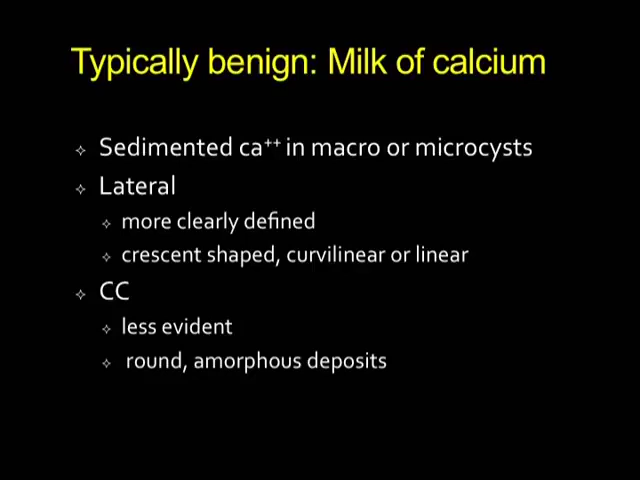 Typically benign: Milk of calcium
Sedimented ca⁺⁺ in macro or microcysts
Lateral
more clearly defined
crescent shaped, curvilinear or linear
CC
less evident
round, amorphous deposits